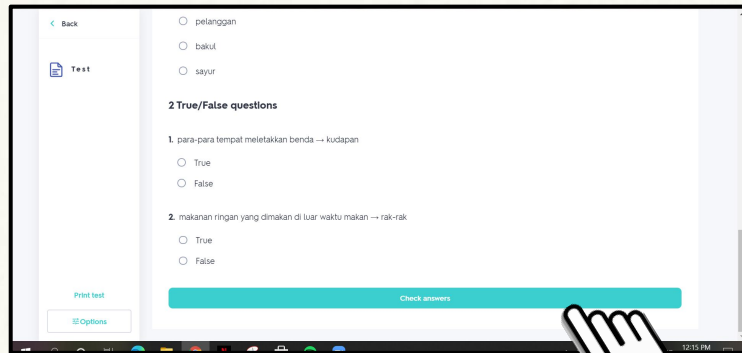 Back
pelanggan
bakul
Test
sayur
2 True/False questions
1. para-para tempat meletakkan benda → kudapan
True
False
2. makanan ringan yang dimakan di luar waktu makan → rak-rak
True
False
Print test
Check answers
Options
12:15 PM